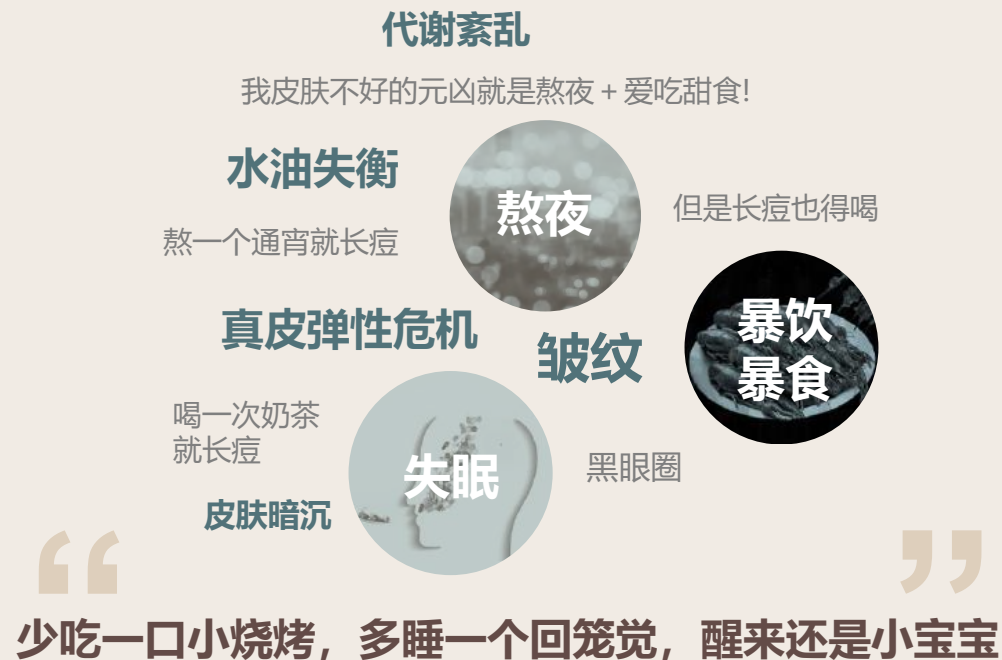 代谢紊乱
我皮肤不好的元凶就是熬夜 + 爱吃甜食!
水油失衡
熬夜
但是长痘也得喝
熬一个通宵就长痘
暴饮
暴食
真皮弹性危机
皱纹
喝一次奶茶
就长痘
失眠
黑眼圈
皮肤暗沉
“
”
少吃一口小烧烤，多睡一个回笼觉，醒来还是小宝宝